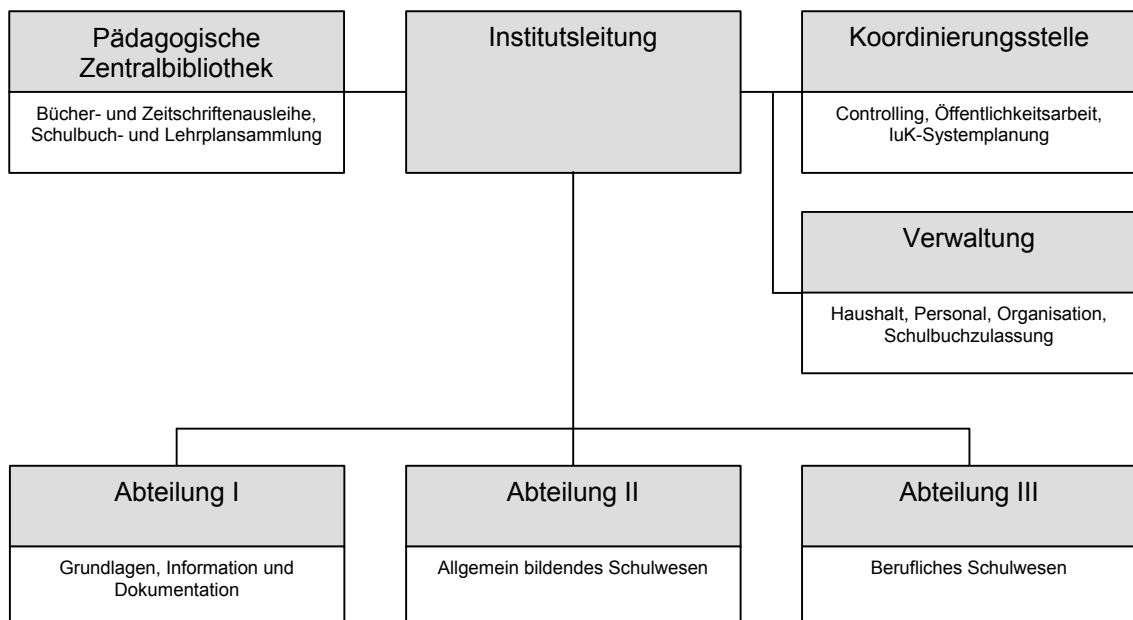 Pädagogische
Zentralbibliothek
Bücher- und Zeitschriftenausleihe,
Schulbuch- und Lehrplansammlung
Institutsleitung
Koordinierungsstelle
Controlling, Öffentlichkeitsarbeit,
IuK-Systemplanung
Verwaltung
Haushalt, Personal, Organisation,
Schulbuchzulassung
Abteilung I
Grundlagen, Information und
Dokumentation
Abteilung II
Allgemein bildendes Schulwesen
Abteilung III
Berufliches Schulwesen